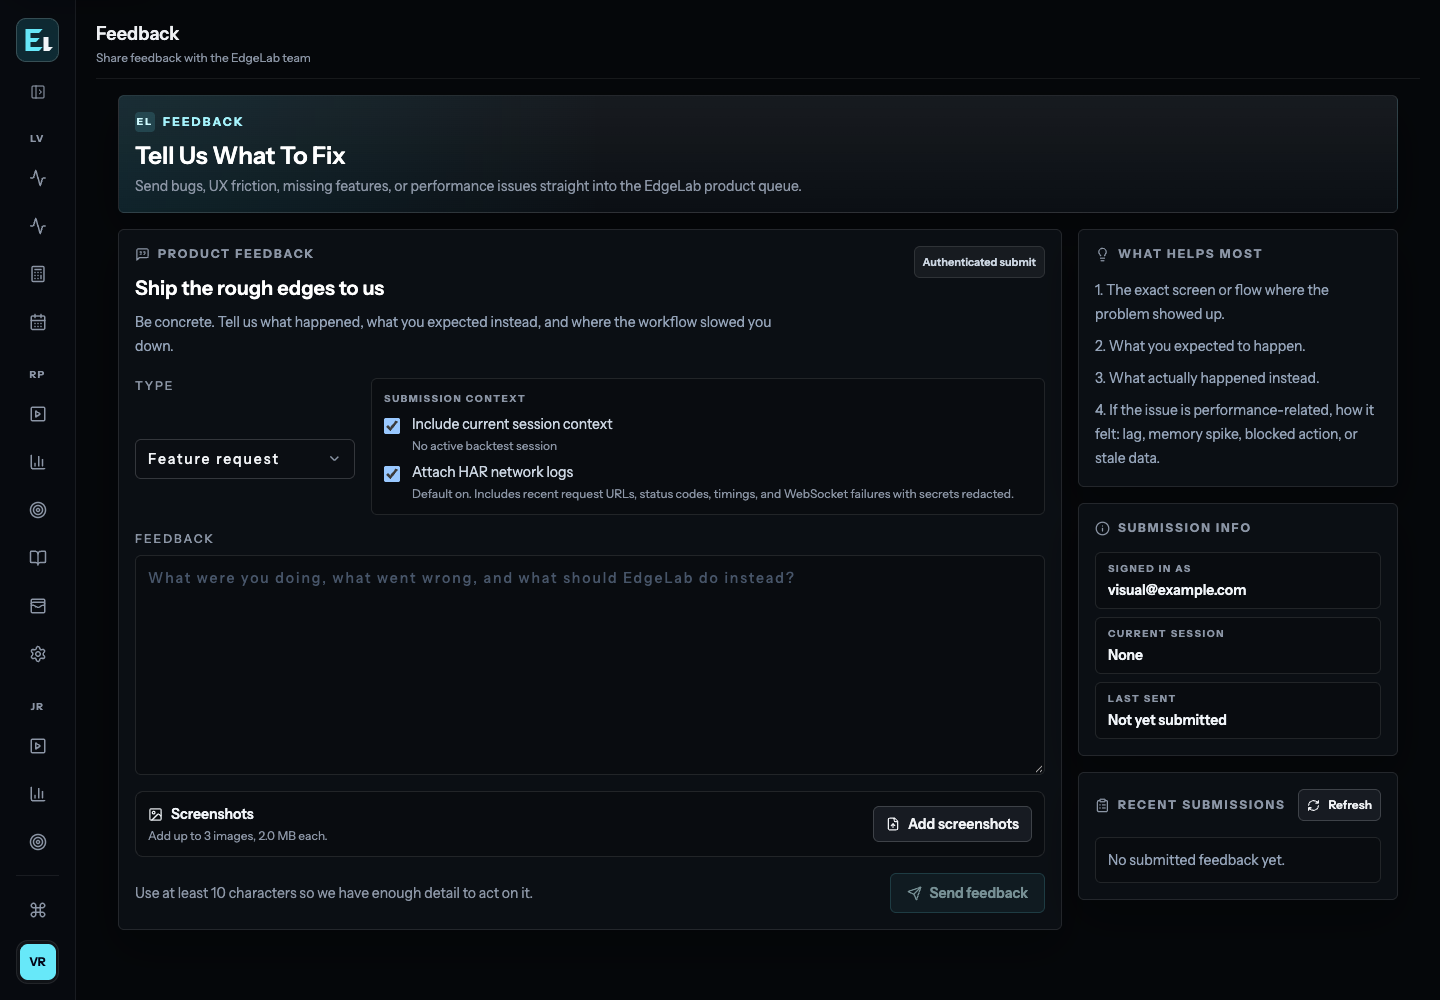 EL
Feedback
Share feedback with the EdgeLab team
LV
RP
JR
VR
EL FEEDBACK
Tell Us What To Fix
Send bugs, UX friction, missing features, or performance issues straight into the EdgeLab product queue.
PRODUCT FEEDBACK
Authenticated submit
Ship the rough edges to us
Be concrete. Tell us what happened, what you expected instead, and where the workflow slowed you
down.
TYPE
Feature request
SUBMISSION CONTEXT
Include current session context
No active backtest session
Attach HAR network logs
Default on. Includes recent request URLs, status codes, timings, and WebSocket failures with secrets redacted.
FEEDBACK
What were you doing, what went wrong, and what should EdgeLab do instead?
Screenshots
Add up to 3 images, 2.0 MB each.
Add screenshots
Use at least 10 characters so we have enough detail to act on it.
Send feedback
WHAT HELPS MOST
1. The exact screen or flow where the
problem showed up.
2. What you expected to happen.
3. What actually happened instead.
4. If the issue is performance-related, how it
felt: lag, memory spike, blocked action, or
stale data.
SUBMISSION INFO
SIGNED IN AS
visual@example.com
CURRENT SESSION
None
LAST SENT
Not yet submitted
RECENT SUBMISSIONS
Refresh
No submitted feedback yet.